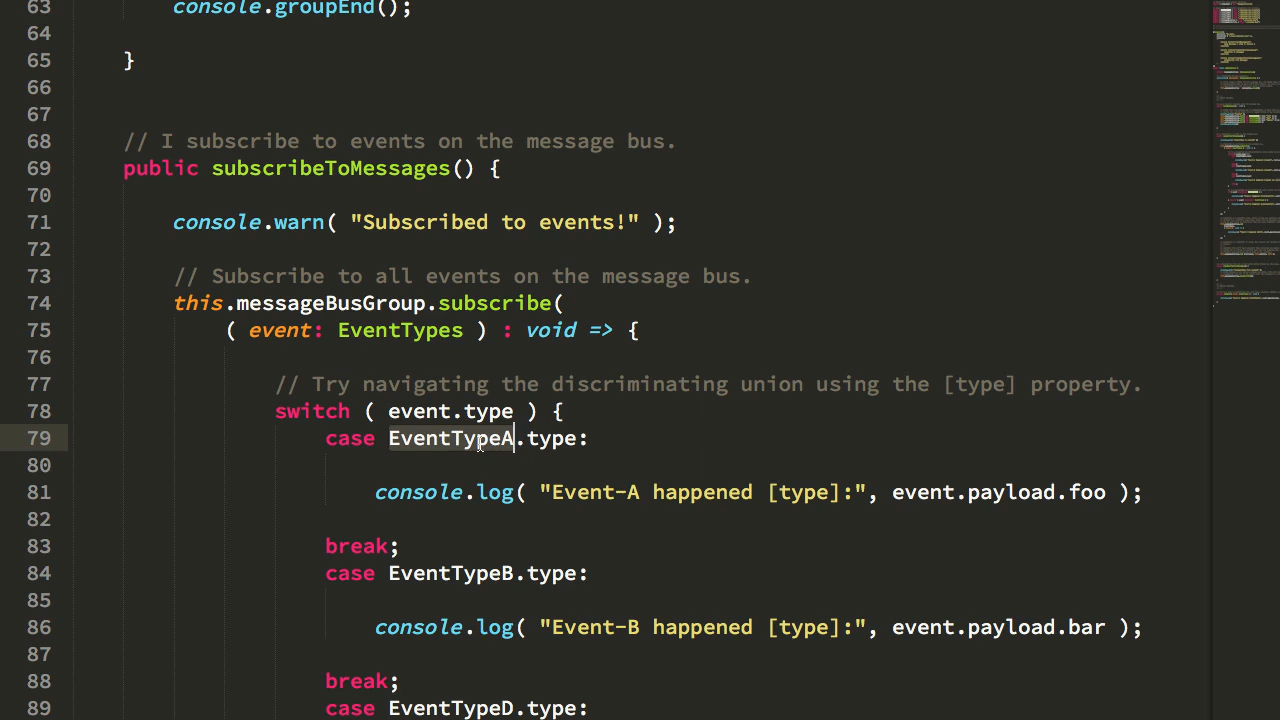 63 console.groupEnd();
64
65 }
66
67
68 // I subscribe to events on the message bus.
69 public subscribeToMessages() {
70
71 console.warn( "Subscribed to events!" );
72
73 // Subscribe to all events on the message bus.
74 this.messageBusGroup.subscribe(
75 ( event: EventTypes ) : void => {
76
77 // Try navigating the discriminating union using the [type] property.
78 switch ( event.type ) {
79 case EventTypeA.type:
80
81 console.log( "Event-A happened [type]:", event.payload.foo );
82
83 break;
84 case EventTypeB.type:
85
86 console.log( "Event-B happened [type]:", event.payload.bar );
87
88 break;
89 case EventTypeD.type: